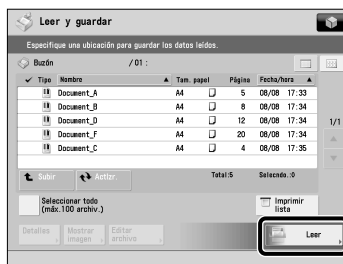 Leer y guardar
Especifique una ubicación para guardar los datos leídos.
Buzón /01 :
✓ Tipo Nombre ▲ Tam. papel Página Fecha/hora ▲
Document_A A4 5 08/08 17:33
Document_B A4 8 08/08 17:34
Document_D A4 12 08/08 17:34
Document_F A4 20 08/08 17:34
Document_C A4 4 08/08 17:35
1/1
Subir Actlzr. Total:5 Selecndo.:0
Seleccionar todo
(máx.100 archiv.)
Imprimir
lista
Detalles Mostrar
imagen Editar
archivo
Leer